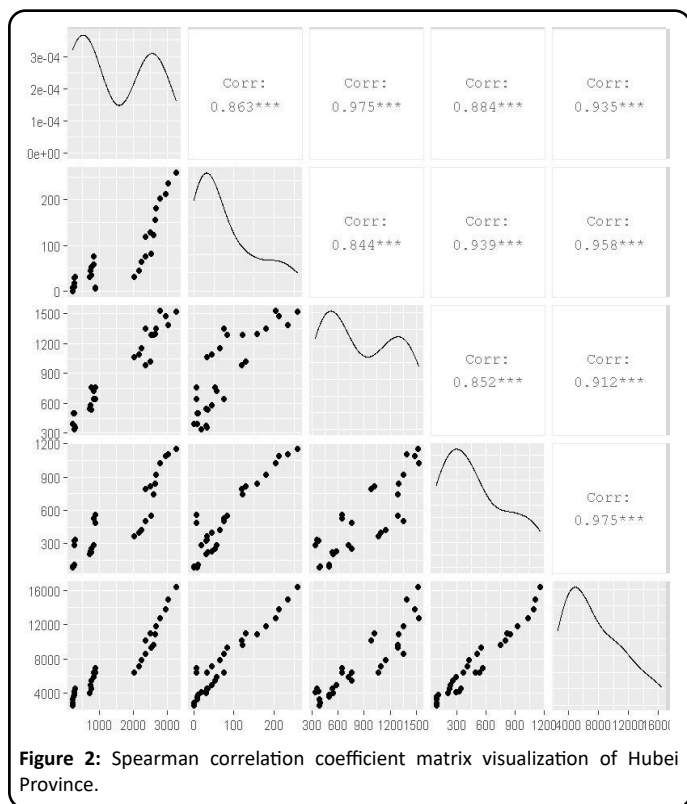 3e-04
2e-04
1e-04
0e+00
Corr:
0.863***
Corr:
0.975***
Corr:
0.884***
Corr:
0.935***
200
100
0
Corr:
0.844***
Corr:
0.939***
Corr:
0.958***
1500
1200
900
600
300
Corr:
0.852***
Corr:
0.912***
1200
900
600
300
Corr:
0.975***
16000
12000
8000
4000
1000 2000 3000
0 100 200
300 600 900 1200 1500
300 600 900 1200
4000 8000 12000 16000
Figure 2: Spearman correlation coefficient matrix visualization of Hubei
Province.